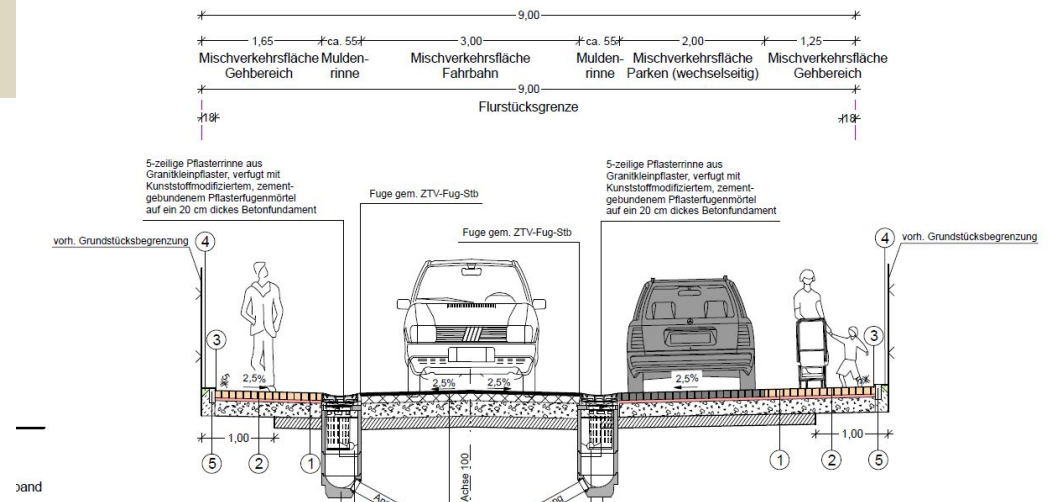 9,00
1,65 ca. 55 3,00 ca. 55 2,00 1,25
Mischverkehrsfläche Mulden- Mischverkehrsfläche Mulden- Mischverkehrsfläche Mischverkehrsfläche
Gehbereich rinne Fahrbahn rinne Parken (wechselseitig) Gehbereich
9,00
Flurstücksgrenze
18 18
5-zeilige Pflasterrinne aus
Granitkleinpflaster, verfugt mit
Kunststoffmodifiziertem, zement-
gebundenem Pflasterfugenmörtel
auf ein 20 cm dickes Betonfundament
5-zeilige Pflasterrinne aus
Granitkleinpflaster, verfugt mit
Kunststoffmodifiziertem, zement-
gebundenem Pflasterfugenmörtel
auf ein 20 cm dickes Betonfundament
Fuge gem. ZTV-Fug-Stb
Fuge gem. ZTV-Fug-Stb
vorh. Grundstücksbegrenzung 4
4 vorh. Grundstücksbegrenzung
3 3
2,5% 2,5% 2,5% 2,5%
1,00 1,00
5 2 1 1 2 5
Achse 100
band